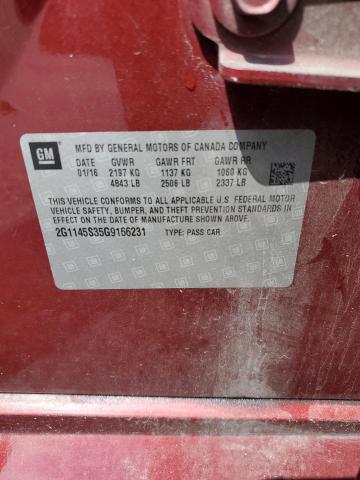 GM
MFD BY GENERAL MOTORS OF CANADA COMPANY
DATE GVWR GAWR FRT GAWR RR
01/16 2197 KG 1137 KG 1060 KG
4843 LB 2506 LB 2337 LB
THIS VEHICLE CONFORMS TO ALL APPLICABLE U.S. FEDERAL MOTOR
VEHICLE SAFETY, BUMPER, AND THEFT PREVENTION STANDARDS IN
EFFECT ON THE DATE OF MANUFACTURE SHOWN ABOVE.
2G1145S35G9166231 TYPE: PASS CAR